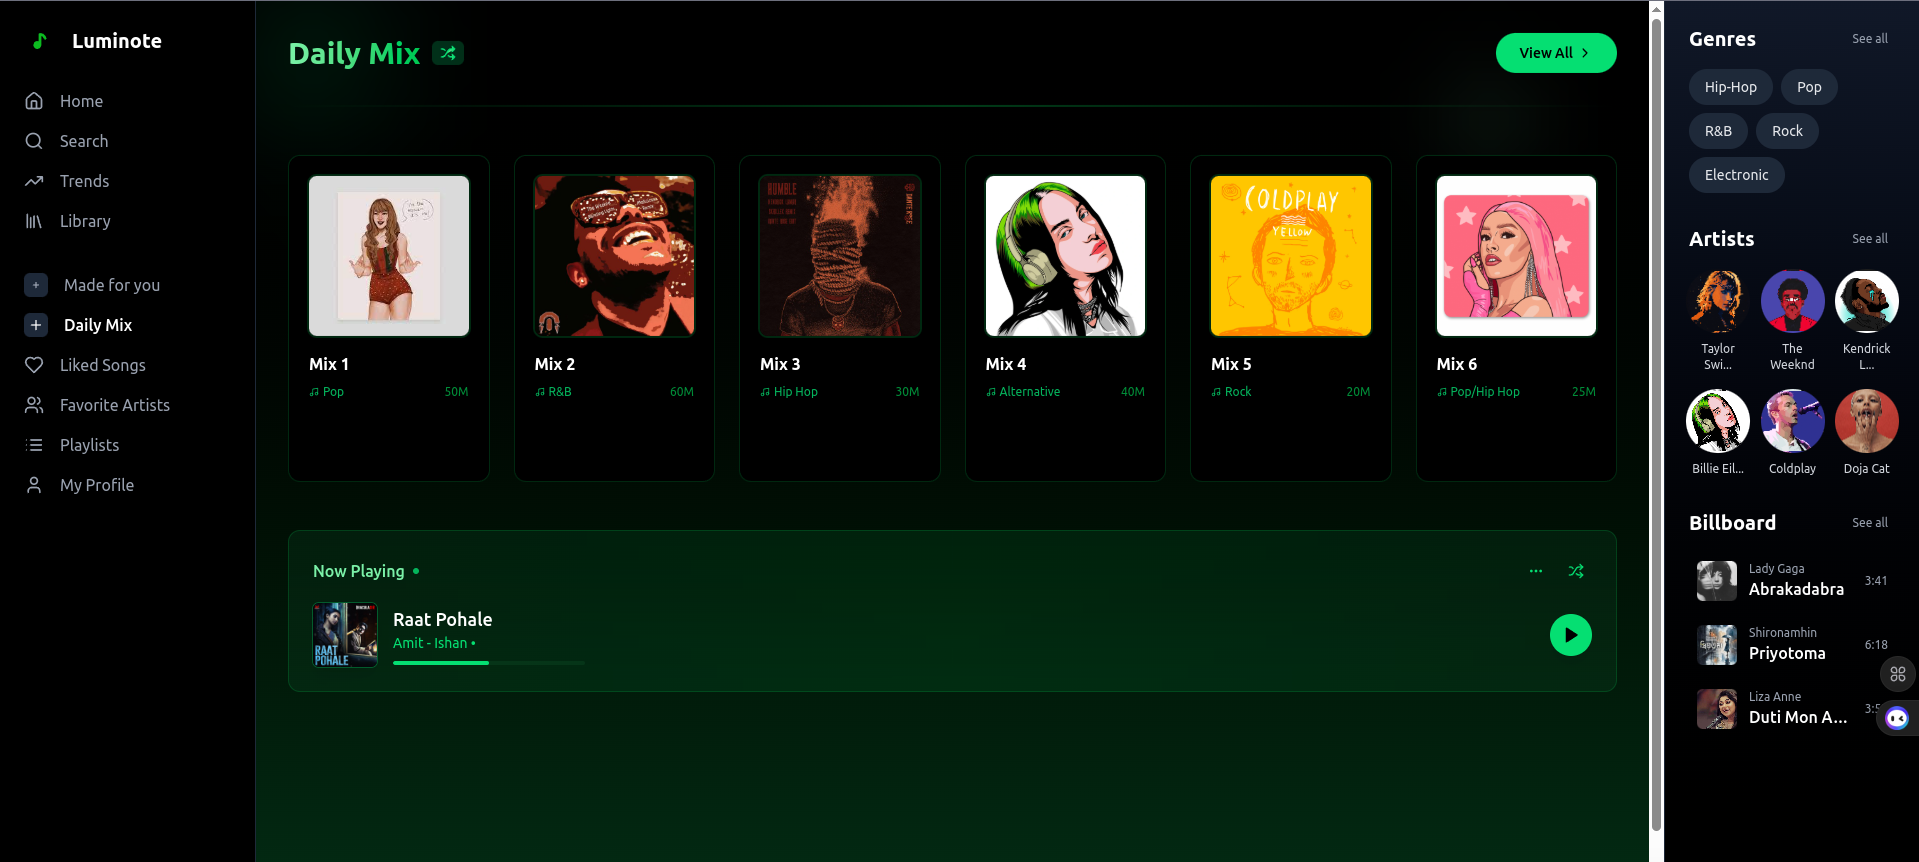 Luminote
Home
Search
Trends
Library
Made for you
Daily Mix
Liked Songs
Favorite Artists
Playlists
My Profile
Daily Mix
View All
Mix 1
Pop 50M
Mix 2
R&B 60M
HUMBLE
Mix 3
Hip Hop 30M
Mix 4
Alternative 40M
COLDPLAY
YELLOW
Mix 5
Rock 20M
Mix 6
Pop/Hip Hop 25M
Now Playing
RAAT
POHALE
Raat Pohale
Amit - Ishan •
Genres See all
Hip-Hop Pop
R&B Rock
Electronic
Artists See all
Taylor Swi...
The Weeknd
Kendrick L...
Billie Eil...
Coldplay
Doja Cat
Billboard See all
Lady Gaga
Abrakadabra 3:41
Shironamhin
Priyotoma 6:18
Liza Anne
Duti Mon A...